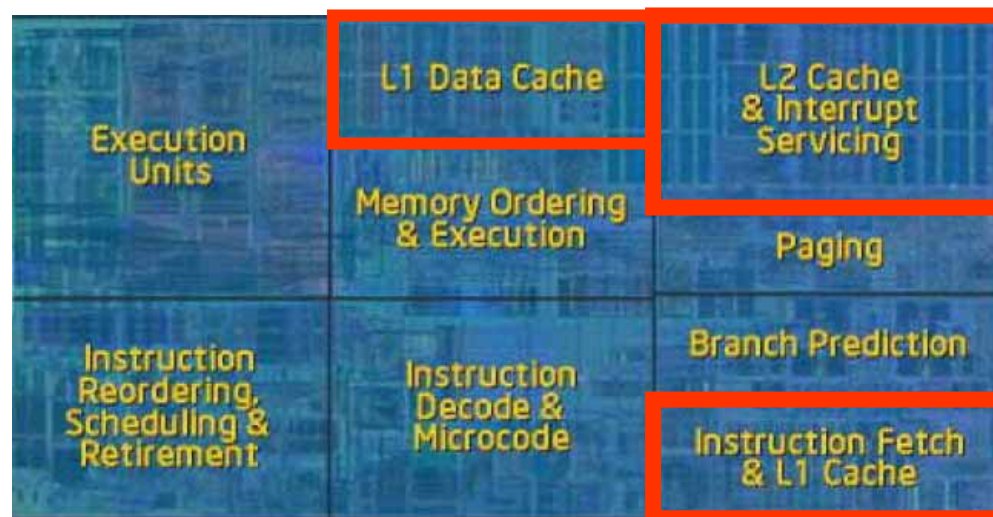 Execution
Units
L1 Data Cache
L2 Cache
& Interrupt
Servicing
Memory Ordering
& Execution
Paging
Instruction
Reordering,
Scheduling &
Retirement
Instruction
Decode &
Microcode
Branch Prediction
Instruction Fetch
& L1 Cache